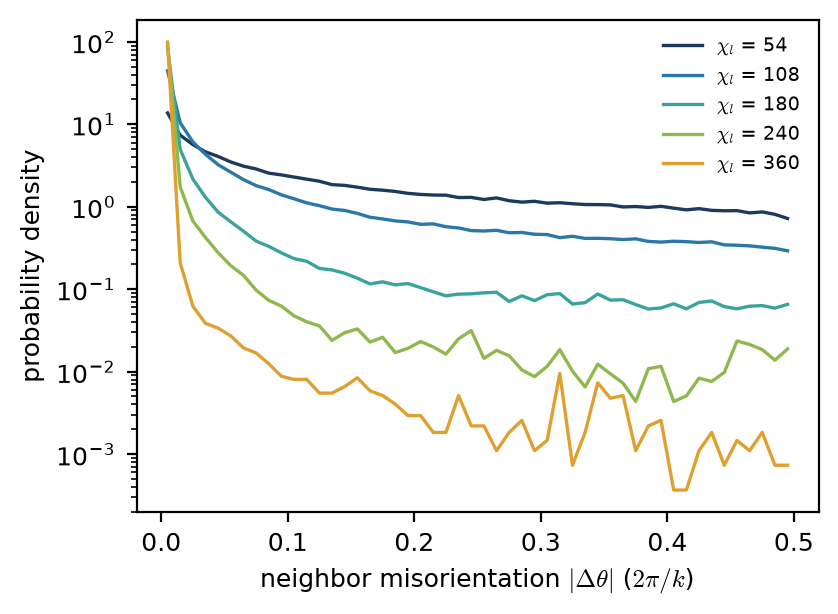 10²
10¹
10⁰
10⁻¹
10⁻²
10⁻³
probability density
χₗ = 54
χₗ = 108
χₗ = 180
χₗ = 240
χₗ = 360
0.0 0.1 0.2 0.3 0.4 0.5
neighbor misorientation |Δθ| (2π/k)